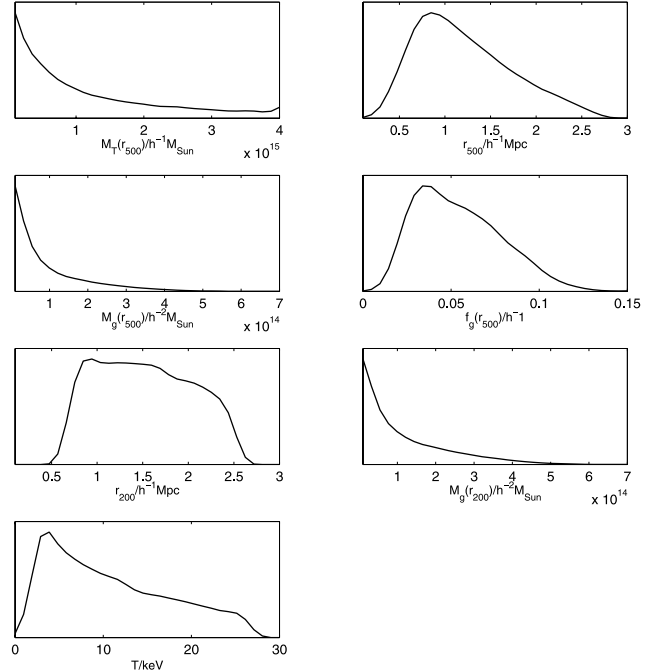 1 2 3 4
M_T(r_500)/h^-1M_Sun
x 10^15
0.5 1 1.5 2 2.5 3
r_500/h^-1Mpc
1 2 3 4 5 6 7
M_g(r_500)/h^-2M_Sun
x 10^14
0 0.05 0.1 0.15
f_g(r_500)/h^-1
0.5 1 1.5 2 2.5 3
r_200/h^-1Mpc
1 2 3 4 5 6 7
M_g(r_200)/h^-2M_Sun
x 10^14
0 10 20 30
T/keV